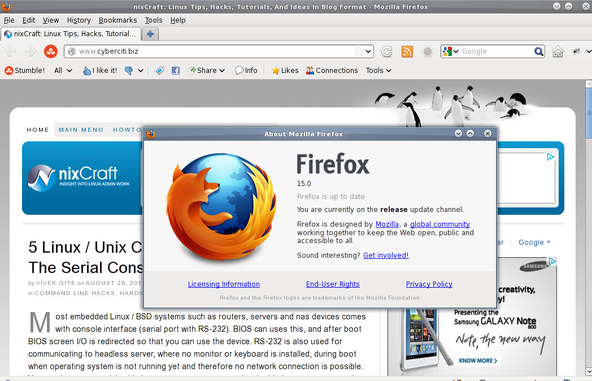 nixCraft: Linux Tips, Hacks, Tutorials, And Ideas In Blog Format - Mozilla Firefox
File Edit View History Bookmarks Tools Help
nixCraft: Linux Tips, Hacks, Tutorial...
www.cyberciti.biz
Google
Stumble! All I like it! Share Info Likes Connections Tools
HOME MAIN MENU HOWTO
About Mozilla Firefox
nixCraft
INSIGHT INTO LINUX ADMIN WORK
Firefox
15.0
Firefox is up to date
You are currently on the release update channel.
Firefox is designed by Mozilla, a global community
working together to keep the Web open, public and
accessible to all.
Sound interesting? Get involved!
Licensing Information End-User Rights Privacy Policy
Firefox and the Firefox logos are trademarks of the Mozilla Foundation.
5 Linux / Unix C
The Serial Cons
by VIVEK GITE on AUGUST 28, 201
in COMMAND LINE HACKS, HARD
er Google +
SAMSUNG
creativity.
Presenting the
Samsung GALAXY Note 800
Note, the new way
KNOW MORE
Most embedded Linux / BSD systems such as routers, servers and nas devices comes
with console interface (serial port with RS-232). BIOS can uses this, and after boot
BIOS screen I/O is redirected so that you can use the device. RS-232 is also used for
communicating to headless server, where no monitor or keyboard is installed, during boot
when operating system is not running yet and therefore no network connection is possible.